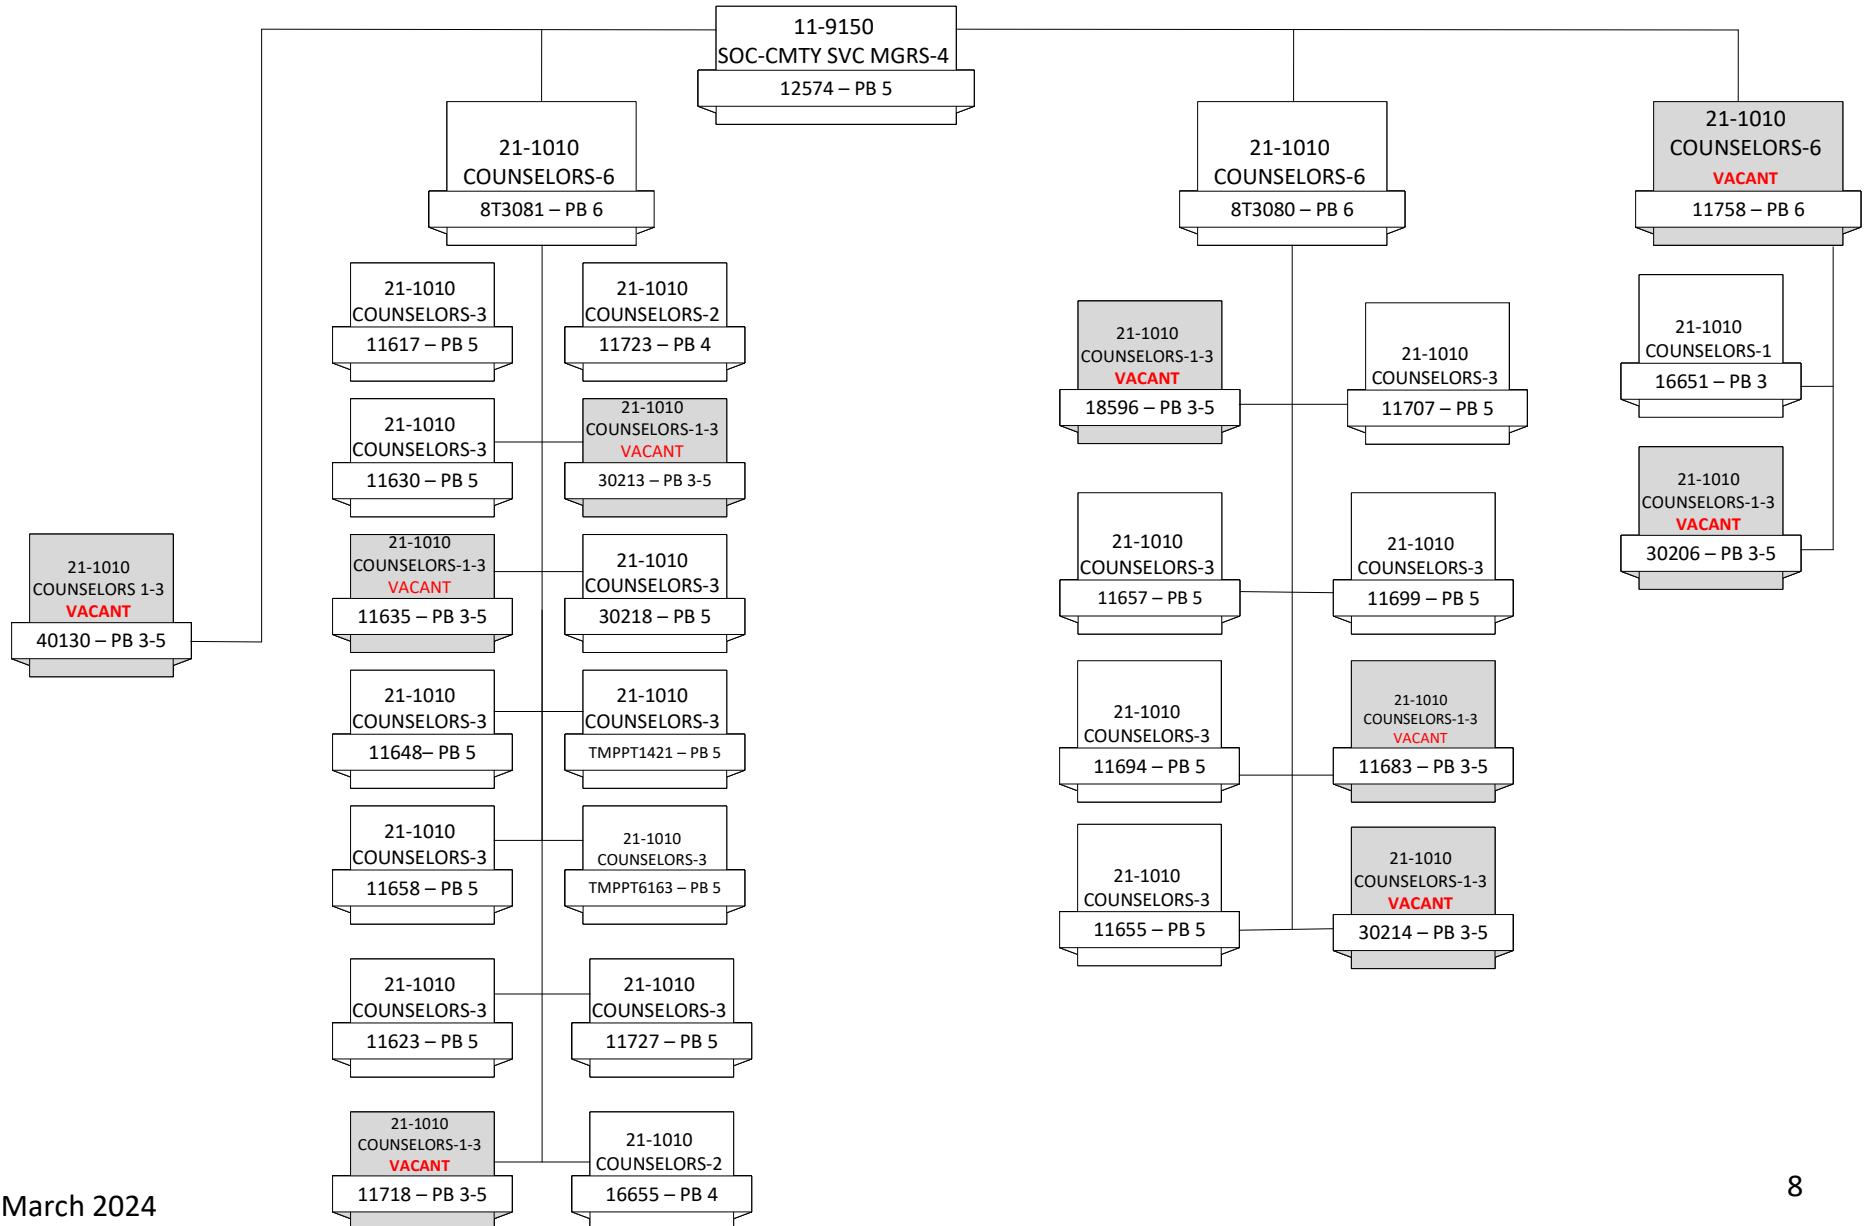 11-9150
SOC-CMTY SVC MGRS-4
12574 – PB 5
21-1010
COUNSELORS-6
8T3081 – PB 6
21-1010
COUNSELORS-6
8T3080 – PB 6
21-1010
COUNSELORS-6
VACANT
11758 – PB 6
21-1010
COUNSELORS 1-3
VACANT
40130 – PB 3-5
21-1010
COUNSELORS-3
11617 – PB 5
21-1010
COUNSELORS-2
11723 – PB 4
21-1010
COUNSELORS-3
11630 – PB 5
21-1010
COUNSELORS-1-3
VACANT
30213 – PB 3-5
21-1010
COUNSELORS-1-3
VACANT
11635 – PB 3-5
21-1010
COUNSELORS-3
30218 – PB 5
21-1010
COUNSELORS-3
11648– PB 5
21-1010
COUNSELORS-3
TMPPT1421 – PB 5
21-1010
COUNSELORS-3
11658 – PB 5
21-1010
COUNSELORS-3
TMPPT6163 – PB 5
21-1010
COUNSELORS-3
11623 – PB 5
21-1010
COUNSELORS-3
11727 – PB 5
21-1010
COUNSELORS-1-3
VACANT
11718 – PB 3-5
21-1010
COUNSELORS-2
16655 – PB 4
21-1010
COUNSELORS-1-3
VACANT
18596 – PB 3-5
21-1010
COUNSELORS-3
11707 – PB 5
21-1010
COUNSELORS-3
11657 – PB 5
21-1010
COUNSELORS-3
11699 – PB 5
21-1010
COUNSELORS-3
11694 – PB 5
21-1010
COUNSELORS-1-3
VACANT
11683 – PB 3-5
21-1010
COUNSELORS-3
11655 – PB 5
21-1010
COUNSELORS-1-3
VACANT
30214 – PB 3-5
21-1010
COUNSELORS-1
16651 – PB 3
21-1010
COUNSELORS-1-3
VACANT
30206 – PB 3-5
March 2024
8